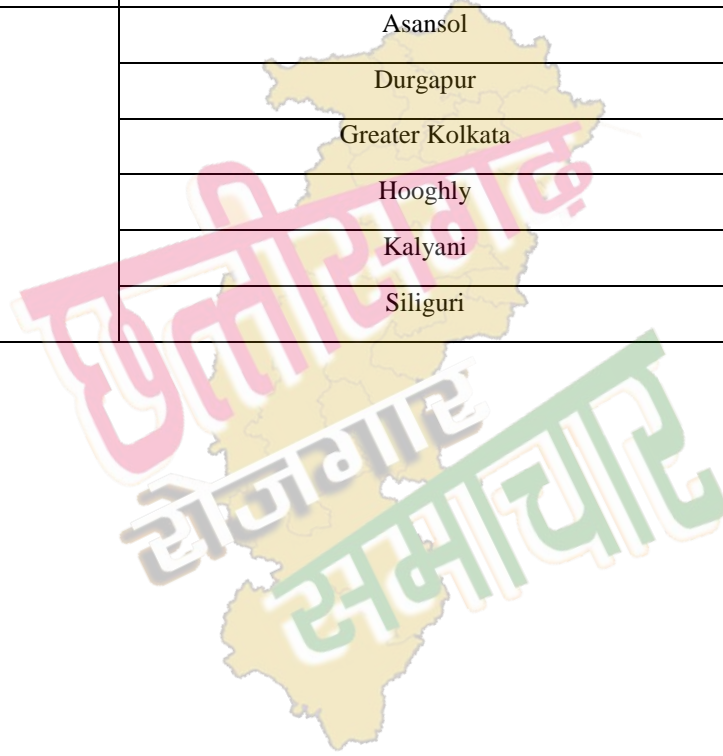 Asansol
Durgapur
Greater Kolkata
Hooghly
Kalyani
Siliguri
छत्तीसगढ़
रोजगार
समाचार